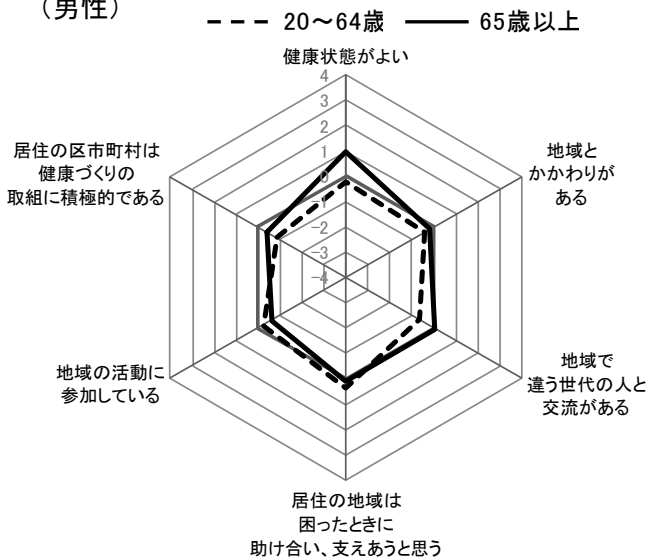 (男性)
20～64歳 65歳以上
健康状態がよい
4
3
2
1
0
-1
-2
-3
-4
地域と
かかわりが
ある
地域で
違う世代の人と
交流がある
居住の地域は
困ったときに
助け合い、支えあうと思う
地域の活動に
参加している
居住の区市町村は
健康づくりの
取組に積極的である